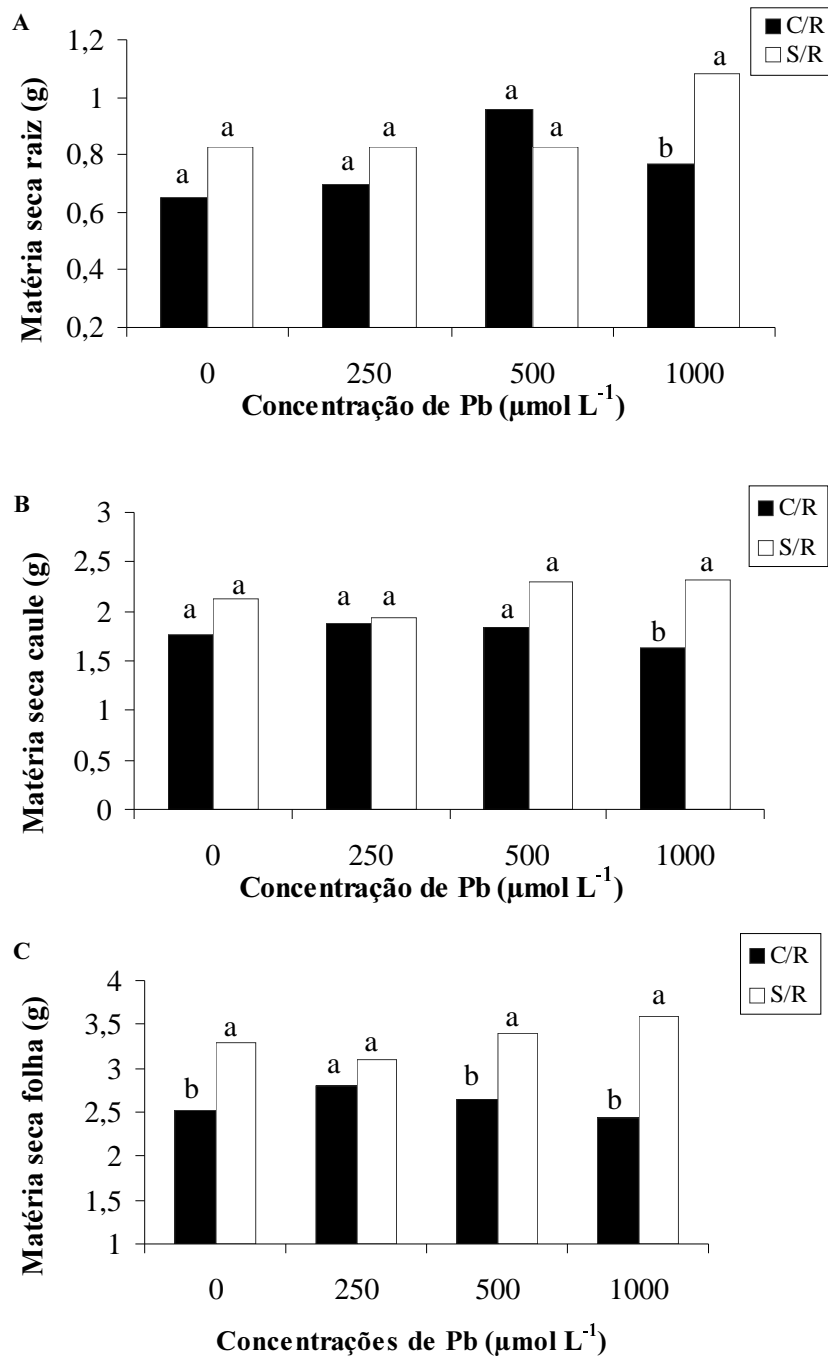 A
C/R
S/R
Matéria seca raiz (g)
1,2
1
0,8
0,6
0,4
0,2
a a a a a a b a
0 250 500 1000
Concentração de Pb (µmol L-1)
B
C/R
S/R
Matéria seca caule (g)
3
2,5
2
1,5
1
0,5
0
a a a a a a b a
0 250 500 1000
Concentração de Pb (µmol L-1)
C
C/R
S/R
Matéria seca folha (g)
4
3,5
3
2,5
2
1,5
1
b a a a b a b a
0 250 500 1000
Concentrações de Pb (µmol L-1)